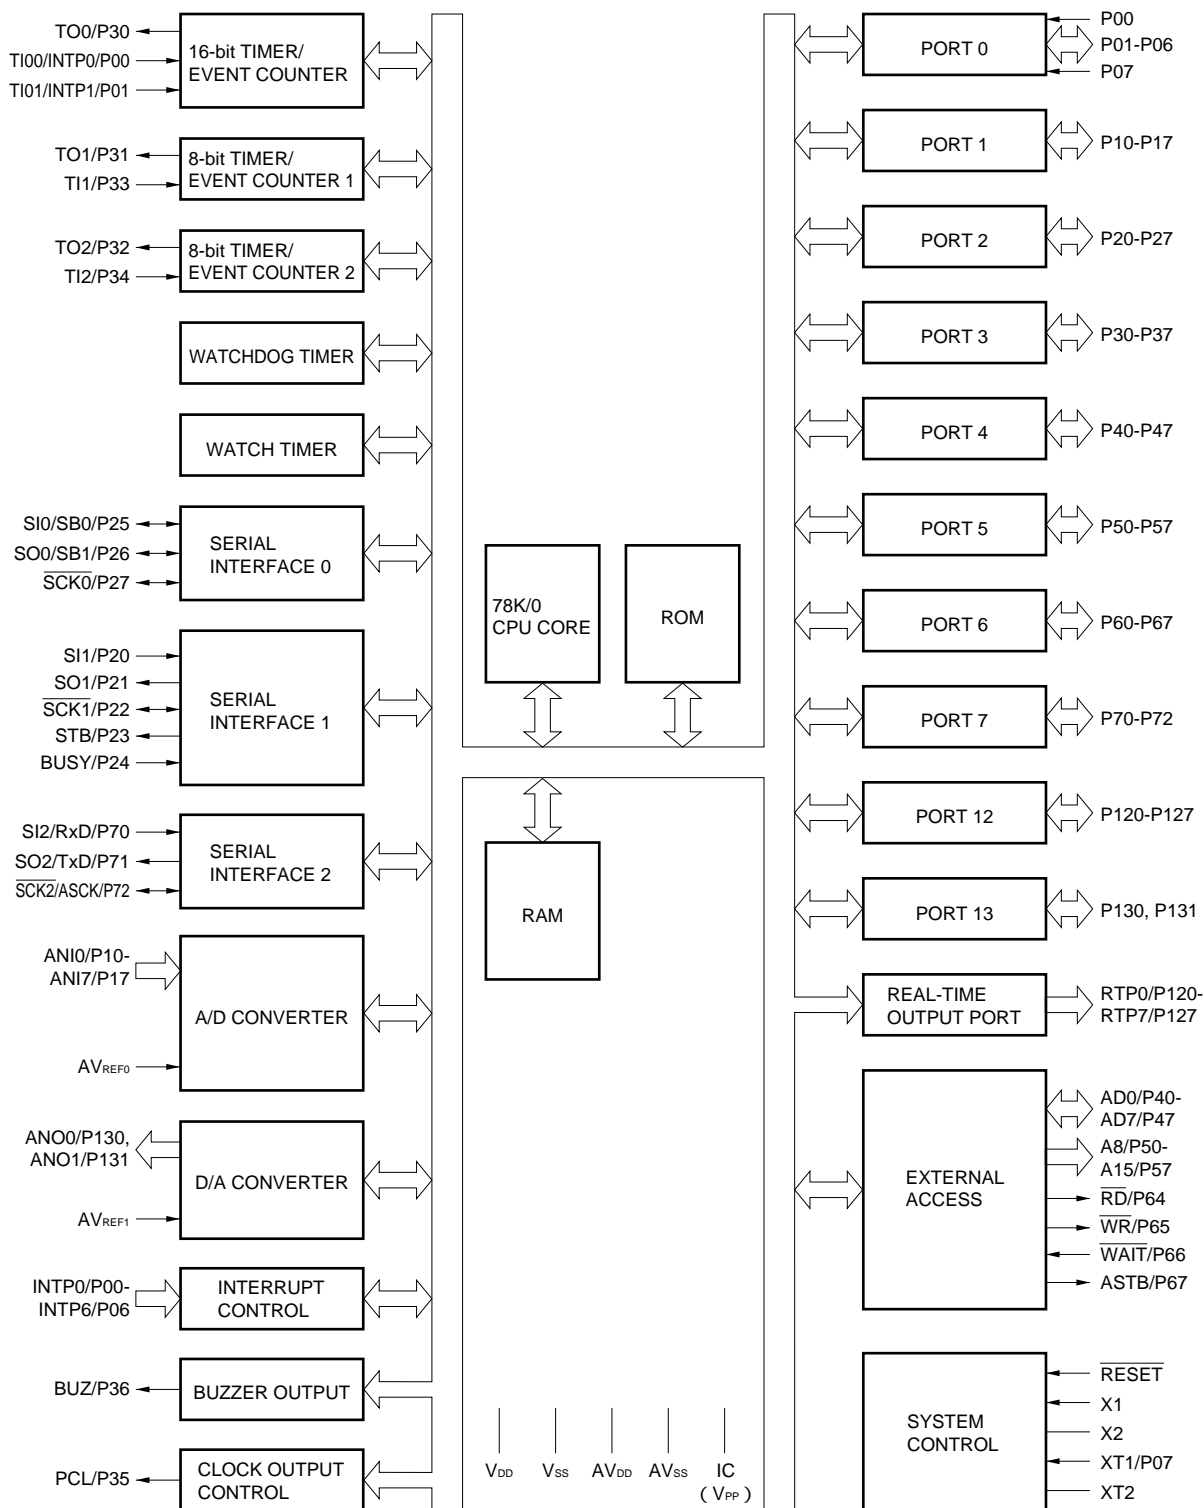 TO0/P30
TI00/INTP0/P00
TI01/INTP1/P01
16-bit TIMER/
EVENT COUNTER
TO1/P31
TI1/P33
8-bit TIMER/
EVENT COUNTER 1
TO2/P32
TI2/P34
8-bit TIMER/
EVENT COUNTER 2
WATCHDOG TIMER
WATCH TIMER
SI0/SB0/P25
SO0/SB1/P26
SCK0/P27
SERIAL
INTERFACE 0
SI1/P20
SO1/P21
SCK1/P22
STB/P23
BUSY/P24
SERIAL
INTERFACE 1
SI2/RxD/P70
SO2/TxD/P71
SCK2/ASCK/P72
SERIAL
INTERFACE 2
ANI0/P10-
ANI7/P17
AVREF0
A/D CONVERTER
ANO0/P130,
ANO1/P131
AVREF1
D/A CONVERTER
INTP0/P00-
INTP6/P06
INTERRUPT
CONTROL
BUZ/P36
BUZZER OUTPUT
PCL/P35
CLOCK OUTPUT
CONTROL
78K/0
CPU CORE
ROM
RAM
VDD
VSS
AVDD
AVSS
IC
(VPP)
PORT 0
P00
P01-P06
P07
PORT 1
P10-P17
PORT 2
P20-P27
PORT 3
P30-P37
PORT 4
P40-P47
PORT 5
P50-P57
PORT 6
P60-P67
PORT 7
P70-P72
PORT 12
P120-P127
PORT 13
P130, P131
REAL-TIME
OUTPUT PORT
RTP0/P120-
RTP7/P127
EXTERNAL
ACCESS
AD0/P40-
AD7/P47
A8/P50-
A15/P57
RD/P64
WR/P65
WAIT/P66
ASTB/P67
SYSTEM
CONTROL
RESET
X1
X2
XT1/P07
XT2